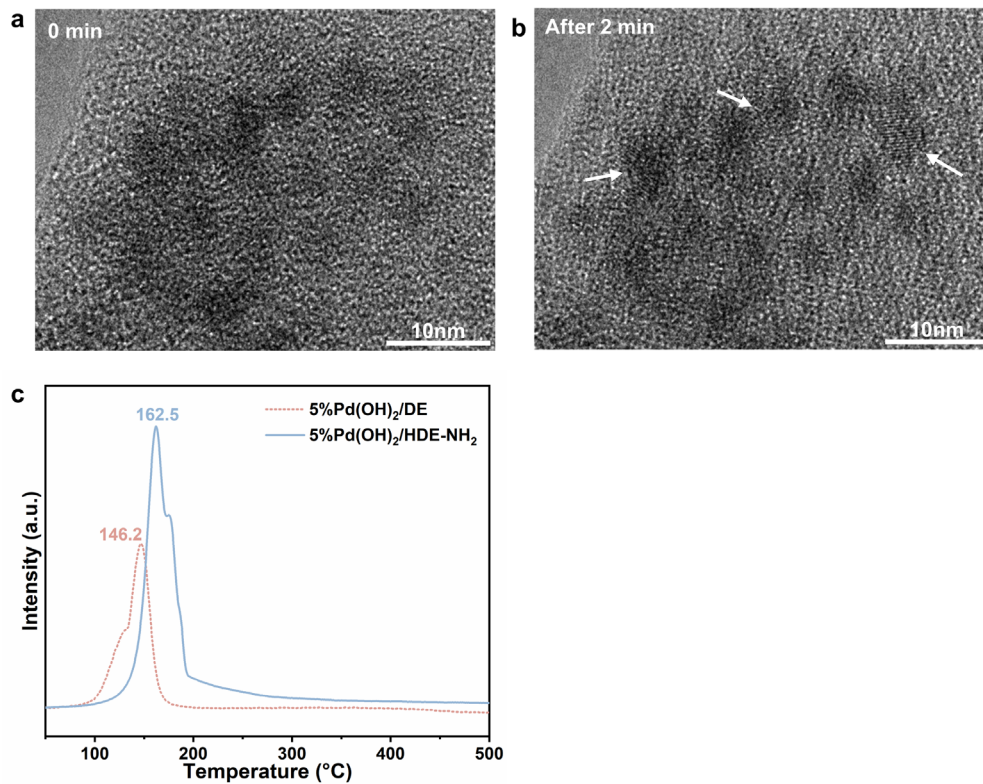 a
0 min
10nm
b
After 2 min
10nm
c
162.5
146.2
5%Pd(OH)₂/DE
5%Pd(OH)₂/HDE-NH₂
Intensity (a.u.)
100
200
300
400
500
Temperature (°C)